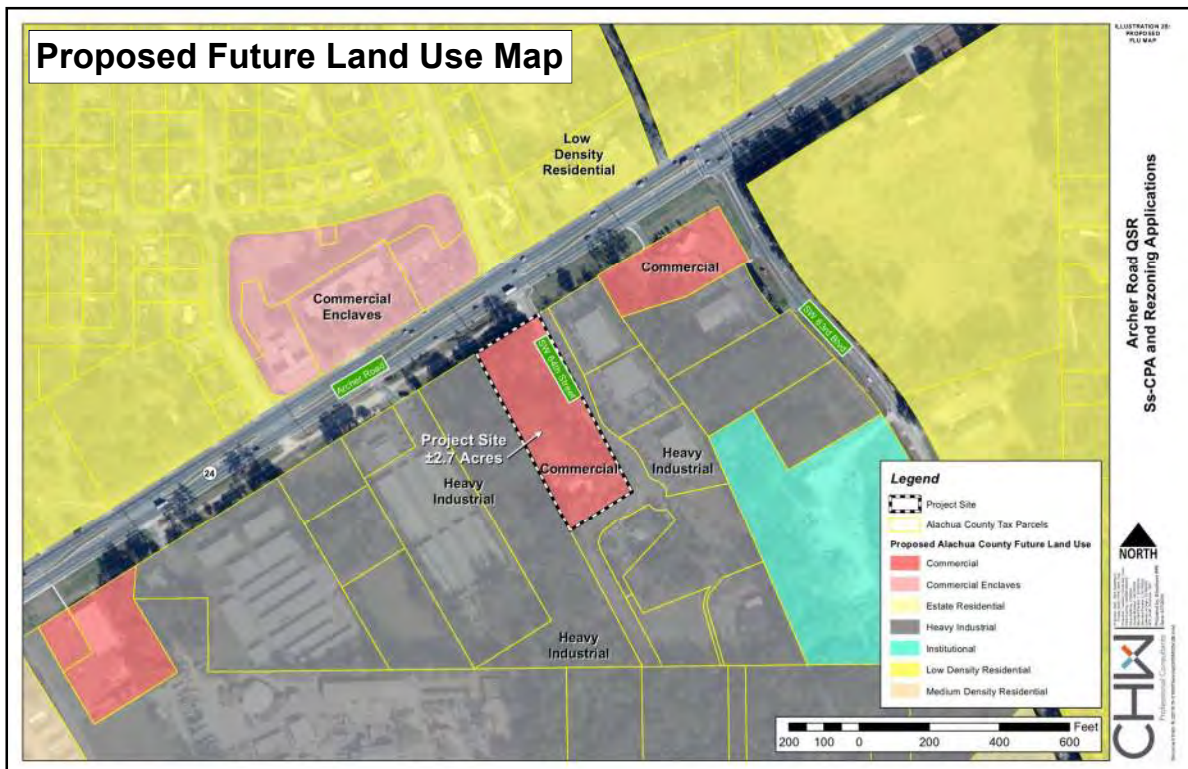 Proposed Future Land Use Map
ILLUSTRATION 2B:
PROPOSED
FLU MAP
Low
Density
Residential
Commercial
Commercial
Enclaves
SW 63rd Blvd
SW 64th Street
Archer Road
Project Site
±2.7 Acres
24
Commercial
Heavy
Industrial
Heavy
Industrial
Heavy
Industrial
Archer Road QSR
Ss-CPA and Rezoning Applications
Legend
Project Site
Alachua County Tax Parcels
Proposed Alachua County Future Land Use
Commercial
Commercial Enclaves
Estate Residential
Heavy Industrial
Institutional
Low Density Residential
Medium Density Residential
NORTH
CHW
Professional Consultants
Feet
200 100 0 200 400 600